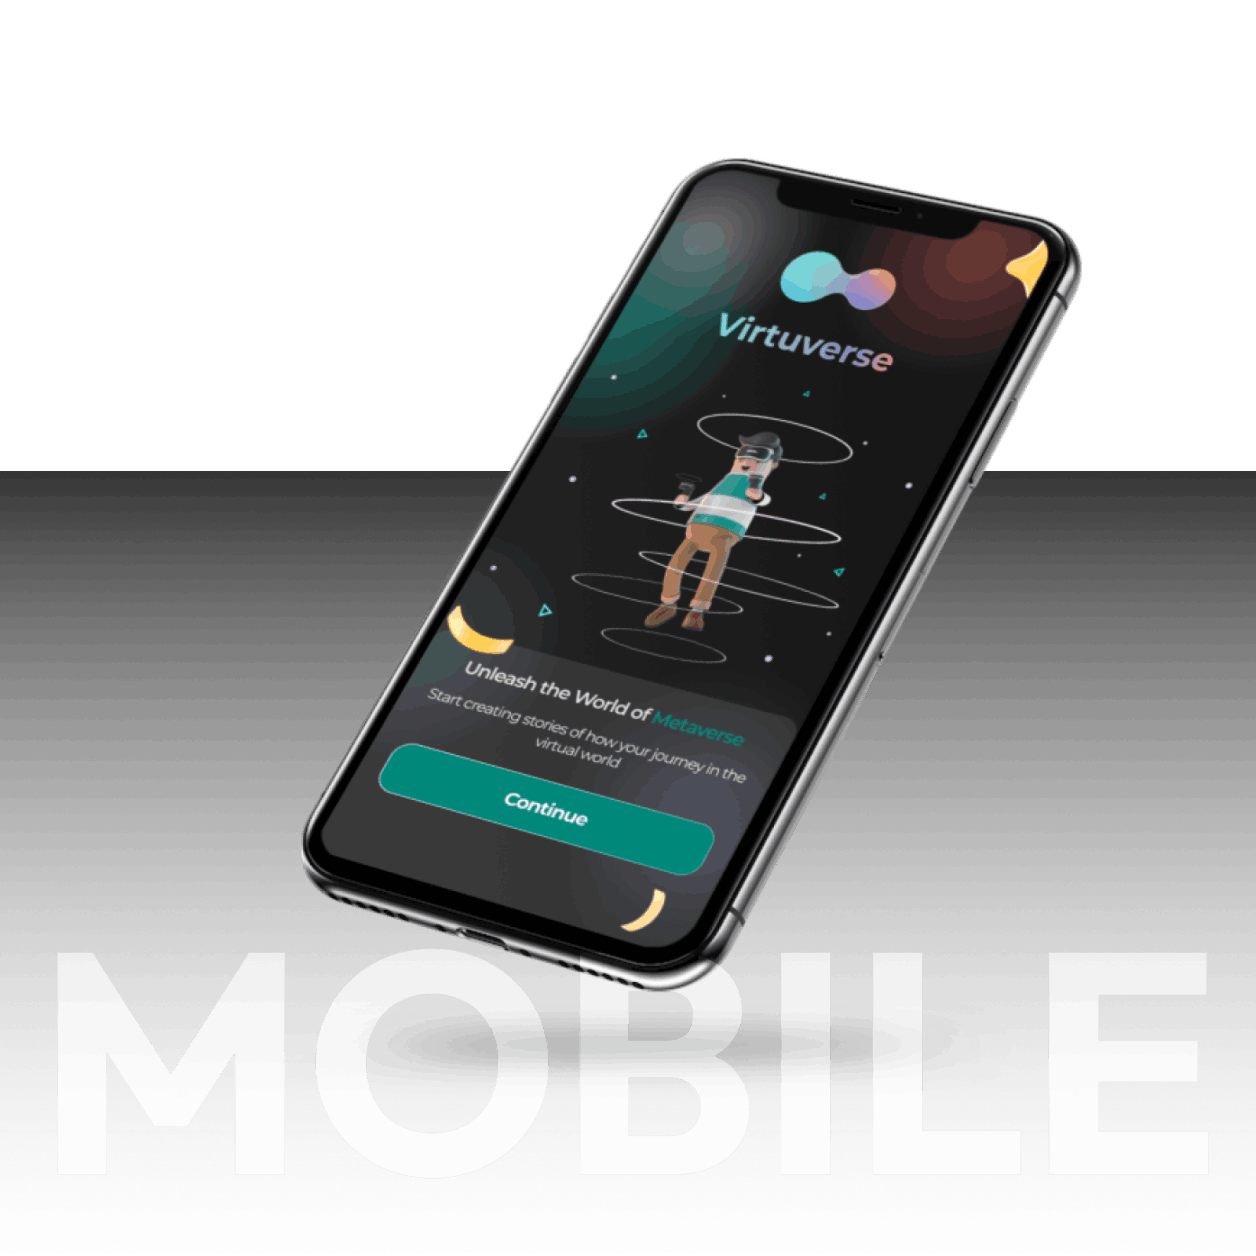 Virtuverse
Unleash the World of Metaverse
Start creating stories of how your journey in the
virtual world
Continue
MOBILE